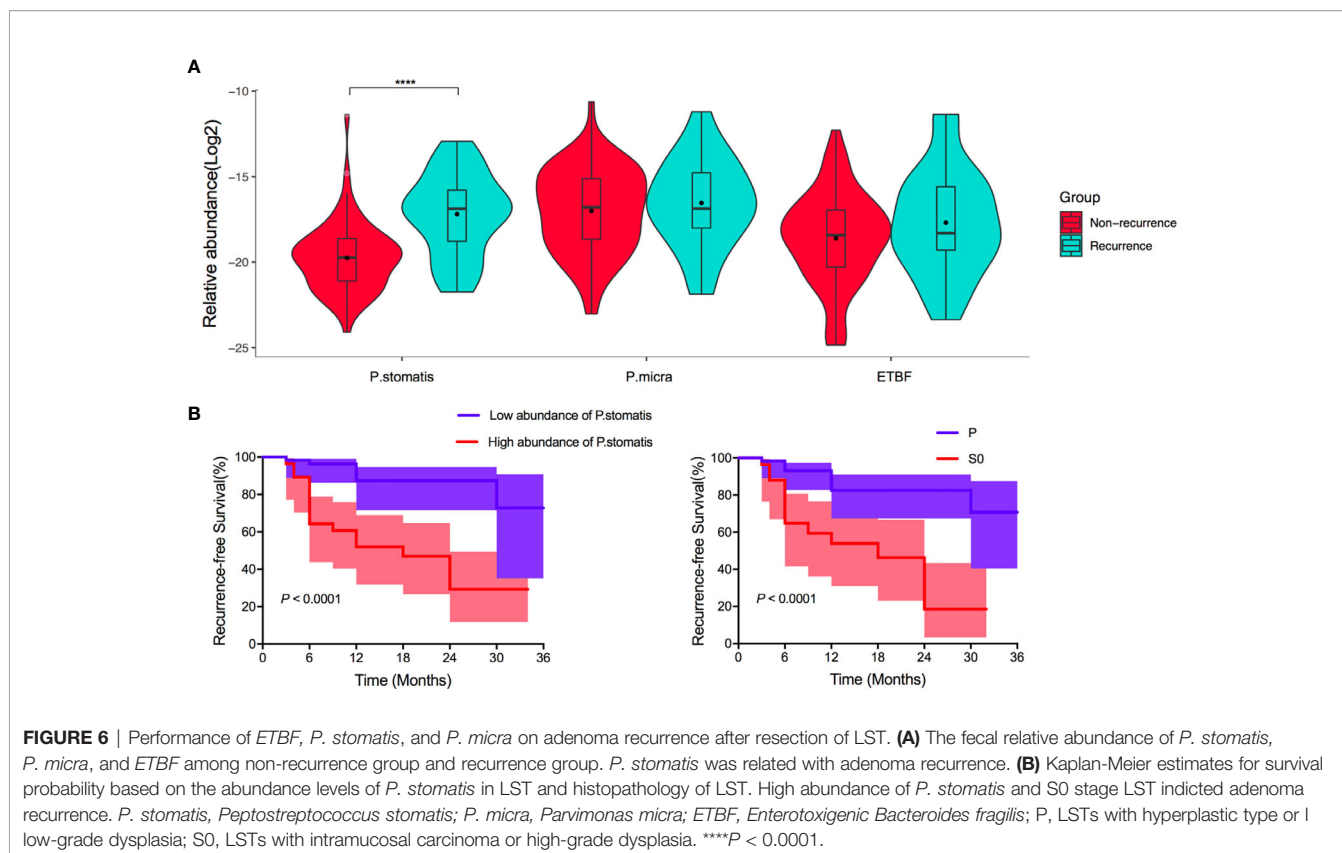 A
****
-10
-15
-20
-25
Relative abundance(Log2)
P.stomatis
P.micra
ETBF
Group
Non-recurrence
Recurrence
B
Low abundance of P.stomatis
High abundance of P.stomatis
100
80
60
40
20
0
Recurrence-free Survival(%)
P < 0.0001
0 6 12 18 24 30 36
Time (Months)
P
S0
100
80
60
40
20
0
Recurrence-free Survival(%)
P < 0.0001
0 6 12 18 24 30 36
Time (Months)
FIGURE 6 | Performance of ETBF, P. stomatis, and P. micra on adenoma recurrence after resection of LST. (A) The fecal relative abundance of P. stomatis,
P. micra, and ETBF among non-recurrence group and recurrence group. P. stomatis was related with adenoma recurrence. (B) Kaplan-Meier estimates for survival
probability based on the abundance levels of P. stomatis in LST and histopathology of LST. High abundance of P. stomatis and S0 stage LST indicted adenoma
recurrence. P. stomatis, Peptostreptococcus stomatis; P. micra, Parvimonas micra; ETBF, Enterotoxigenic Bacteroides fragilis; P, LSTs with hyperplastic type or l
low-grade dysplasia; S0, LSTs with intramucosal carcinoma or high-grade dysplasia. ****P < 0.0001.